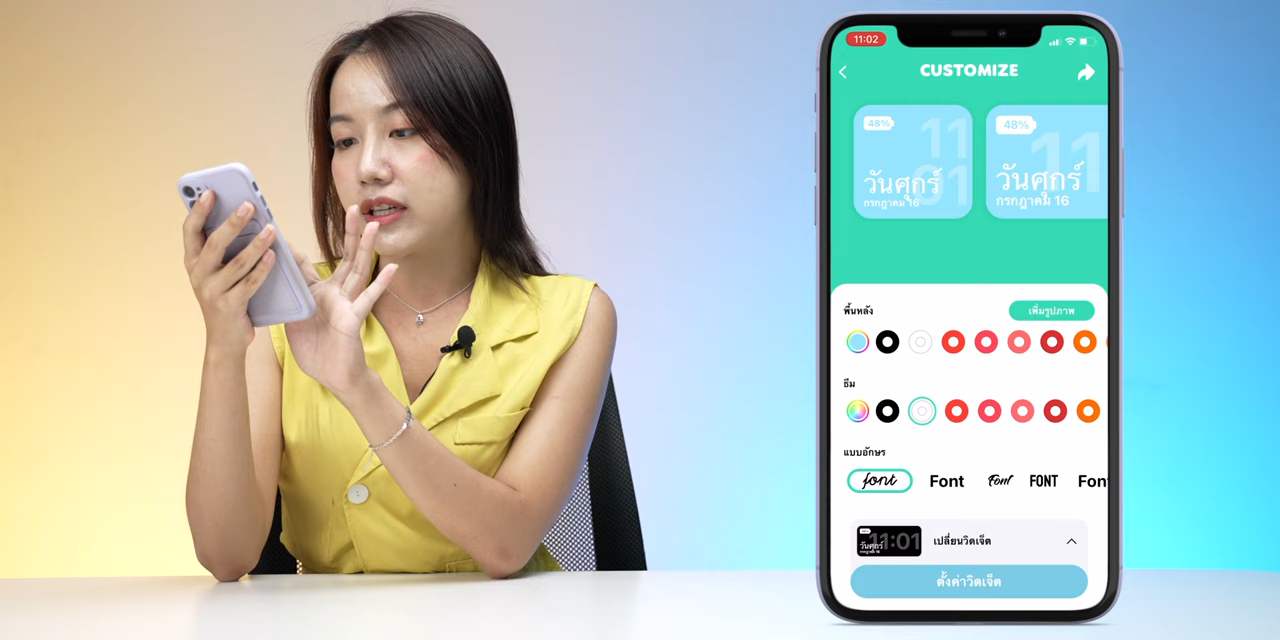 11:02
CUSTOMIZE
48%
11
01
วันศุกร์
กรกฎาคม 16
48%
11
วันศุกร์
กรกฎาคม 16
พื้นหลัง
เพิ่มรูปภาพ
ธีม
แบบอักษร
font
Font
Font
FONT
Font
วันศุกร์
11:01
เปลี่ยนวิดเจ็ต
ตั้งค่าวิดเจ็ต